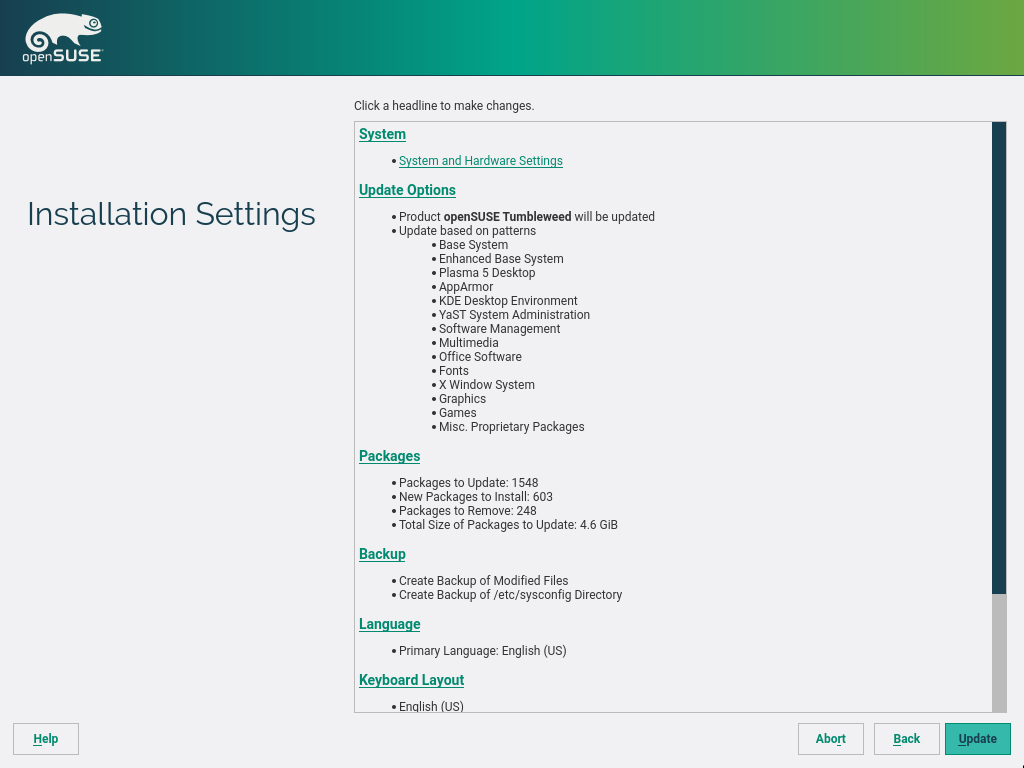 openSUSE
Click a headline to make changes.
Installation Settings
System
• System and Hardware Settings
Update Options
• Product openSUSE Tumbleweed will be updated
• Update based on patterns
• Base System
• Enhanced Base System
• Plasma 5 Desktop
• AppArmor
• KDE Desktop Environment
• YaST System Administration
• Software Management
• Multimedia
• Office Software
• Fonts
• X Window System
• Graphics
• Games
• Misc. Proprietary Packages
Packages
• Packages to Update: 1548
• New Packages to Install: 603
• Packages to Remove: 248
• Total Size of Packages to Update: 4.6 GiB
Backup
• Create Backup of Modified Files
• Create Backup of /etc/sysconfig Directory
Language
• Primary Language: English (US)
Keyboard Layout
• English (US)
Help
Abort
Back
Update